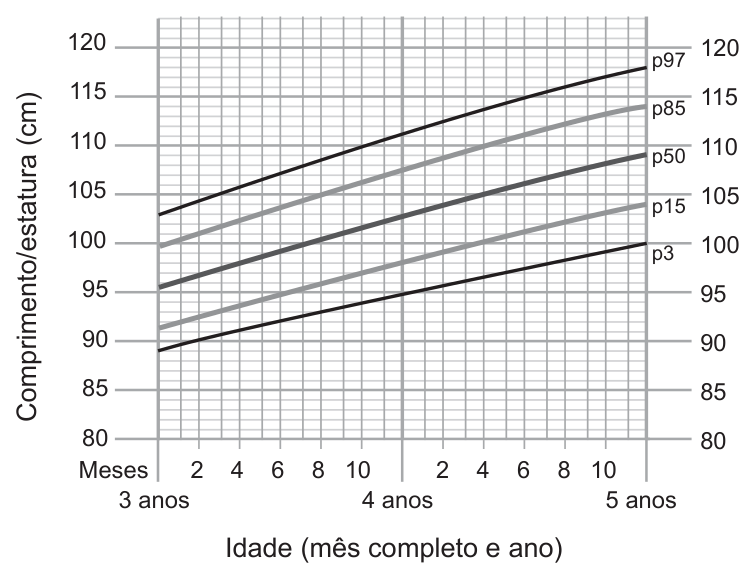 Comprimento/estatura (cm)
120 120
p97
115 115
p85
110 110
p50
105 105
p15
100 100
p3
95 95
90 90
85 85
80 80
Meses 2 4 6 8 10 2 4 6 8 10
3 anos 4 anos 5 anos
Idade (mês completo e ano)